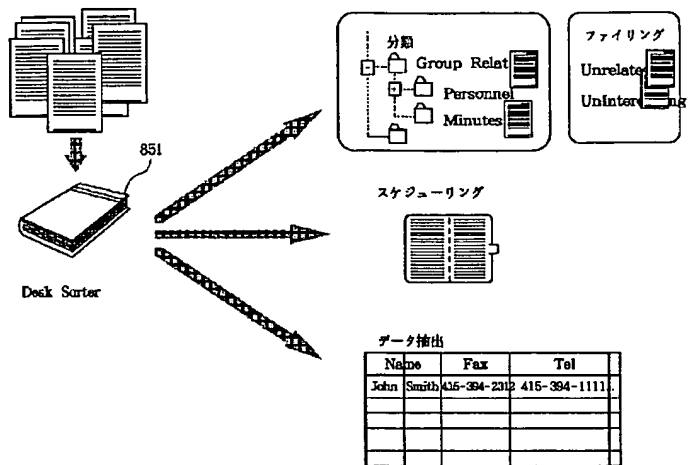 分類
Group Relat
Personnel
Minutes
ファイリング
Unrelate
Uninteresting
851
スケジューリング
Desk Sorter
データ抽出
Name Fax Tel
John Smith 415-394-2312 415-394-1111